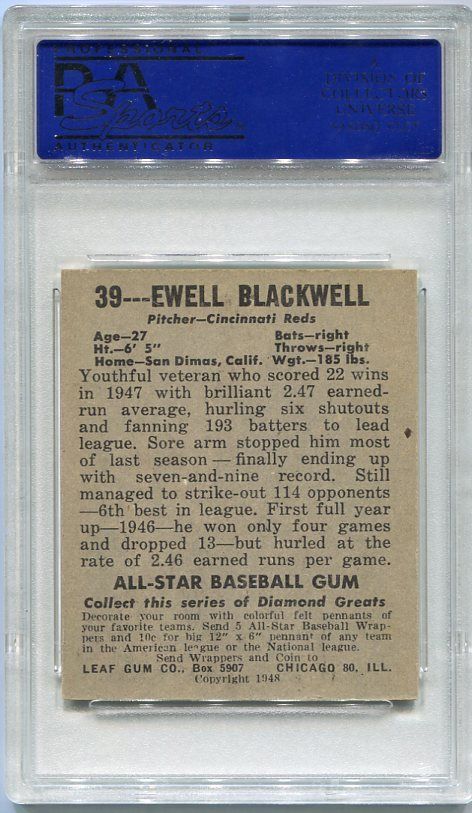 PROFESSIONAL
PSA
Sports
AUTHENTICATOR
A
DIVISION OF
COLLECTORS
UNIVERSE
39---EWELL BLACKWELL
Pitcher—Cincinnati Reds
Age—27 Bats—right
Ht.—6' 5" Throws—right
Home—San Dimas, Calif. Wgt.—185 lbs.
Youthful veteran who scored 22 wins
in 1947 with brilliant 2.47 earned-
run average, hurling six shutouts
and fanning 193 batters to lead
league. Sore arm stopped him most
of last season — finally ending up
with seven-and-nine record. Still
managed to strike-out 114 opponents
—6th best in league. First full year
up—1946—he won only four games
and dropped 13—but hurled at the
rate of 2.46 earned runs per game.
ALL-STAR BASEBALL GUM
Collect this series of Diamond Greats
Decorate your room with colorful felt pennants of
your favorite teams. Send 5 All-Star Baseball Wrap-
pers and 10c for big 12" x 6" pennant of any team
in the American league or the National league.
Send Wrappers and Coin to
LEAF GUM CO., Box 5907 CHICAGO 80, ILL.
Copyright 1948